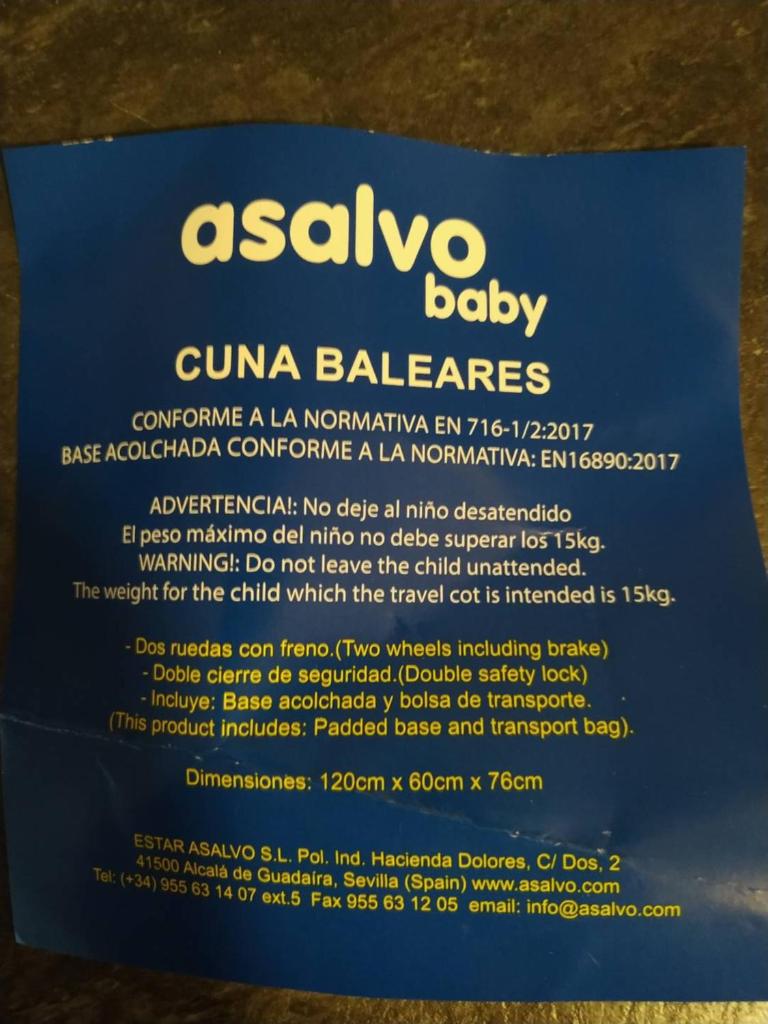 asalvo
baby
CUNA BALEARES
CONFORME A LA NORMATIVA EN 716-1/2:2017
BASE ACOLCHADA CONFORME A LA NORMATIVA: EN16890:2017
ADVERTENCIA!: No deje al niño desatendido
El peso máximo del niño no debe superar los 15kg.
WARNING!: Do not leave the child unattended.
The weight for the child which the travel cot is intended is 15kg.
- Dos ruedas con freno.(Two wheels including brake)
- Doble cierre de seguridad.(Double safety lock)
- Incluye: Base acolchada y bolsa de transporte.
(This product includes: Padded base and transport bag).
Dimensiones: 120cm x 60cm x 76cm
ESTAR ASALVO S.L. Pol. Ind. Hacienda Dolores, C/ Dos, 2
41500 Alcalá de Guadaíra, Sevilla (Spain) www.asalvo.com
Tel: (+34) 955 63 14 07 ext.5 Fax 955 63 12 05 email: info@asalvo.com